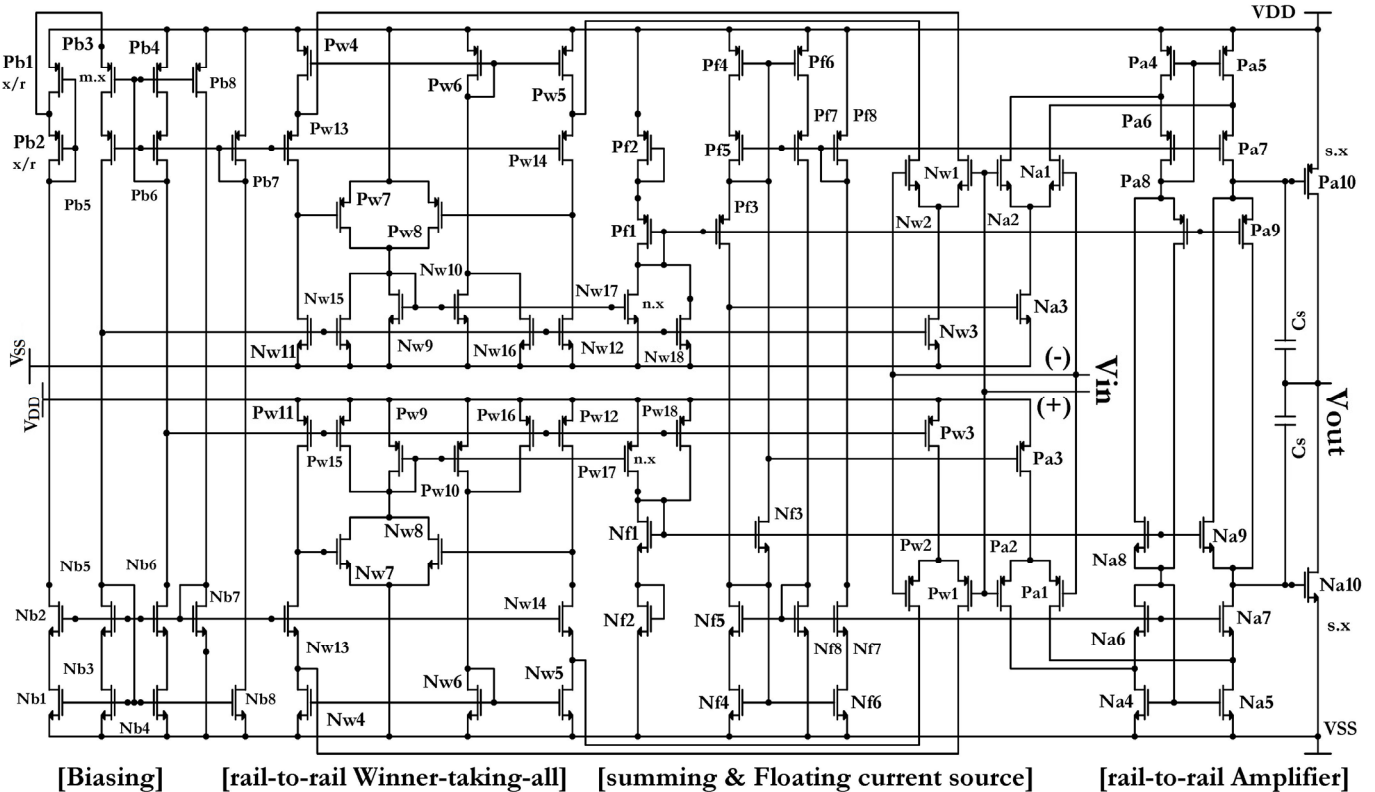 VDD
Pb1
x/r
Pb3
m.x
Pb4
Pb8
Pw4
Pw6
Pw5
Pf4
Pf6
Pa4
Pa5
Pb2
x/r
Pb5
Pb6
Pb7
Pw13
Pw14
Pf2
Pf5
Pf7
Pf8
Pa6
Pa7
s.x
Pa10
Pa8
Pw7
Pw8
Pf1
Pf3
Nw1
Nw2
Na1
Na2
Pa9
Nw15
Nw10
Nw17
n.x
Na3
Nw11
Nw9
Nw16
Nw12
Nw18
Nw3
Cs
VSS
VDD
(-)
(+)
Vin
Vout
Cs
Pw11
Pw15
Pw9
Pw10
Pw16
Pw12
Pw17
Pw18
n.x
Pw3
Pa3
Nw8
Nw7
Nf1
Nf3
Pw2
Pw1
Pa2
Pa1
Na8
Na9
Na10
s.x
Nb5
Nb6
Nb7
Nb2
Nw13
Nw14
Nf2
Nf5
Nf8
Nf7
Na6
Na7
Nb3
Nb1
Nb4
Nb8
Nw4
Nw6
Nw5
Nf4
Nf6
Na4
Na5
VSS
[Biasing]
[rail-to-rail Winner-taking-all]
[summing & Floating current source]
[rail-to-rail Amplifier]